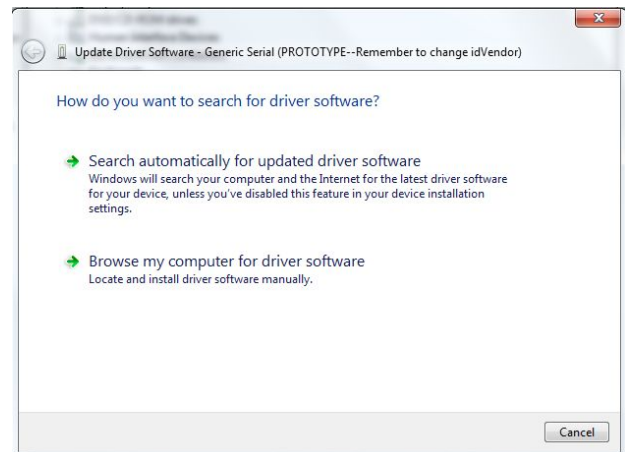 Update Driver Software - Generic Serial (PROTOTYPE--Remember to change idVendor)
How do you want to search for driver software?
Search automatically for updated driver software
Windows will search your computer and the Internet for the latest driver software
for your device, unless you've disabled this feature in your device installation
settings.
Browse my computer for driver software
Locate and install driver software manually.
Cancel